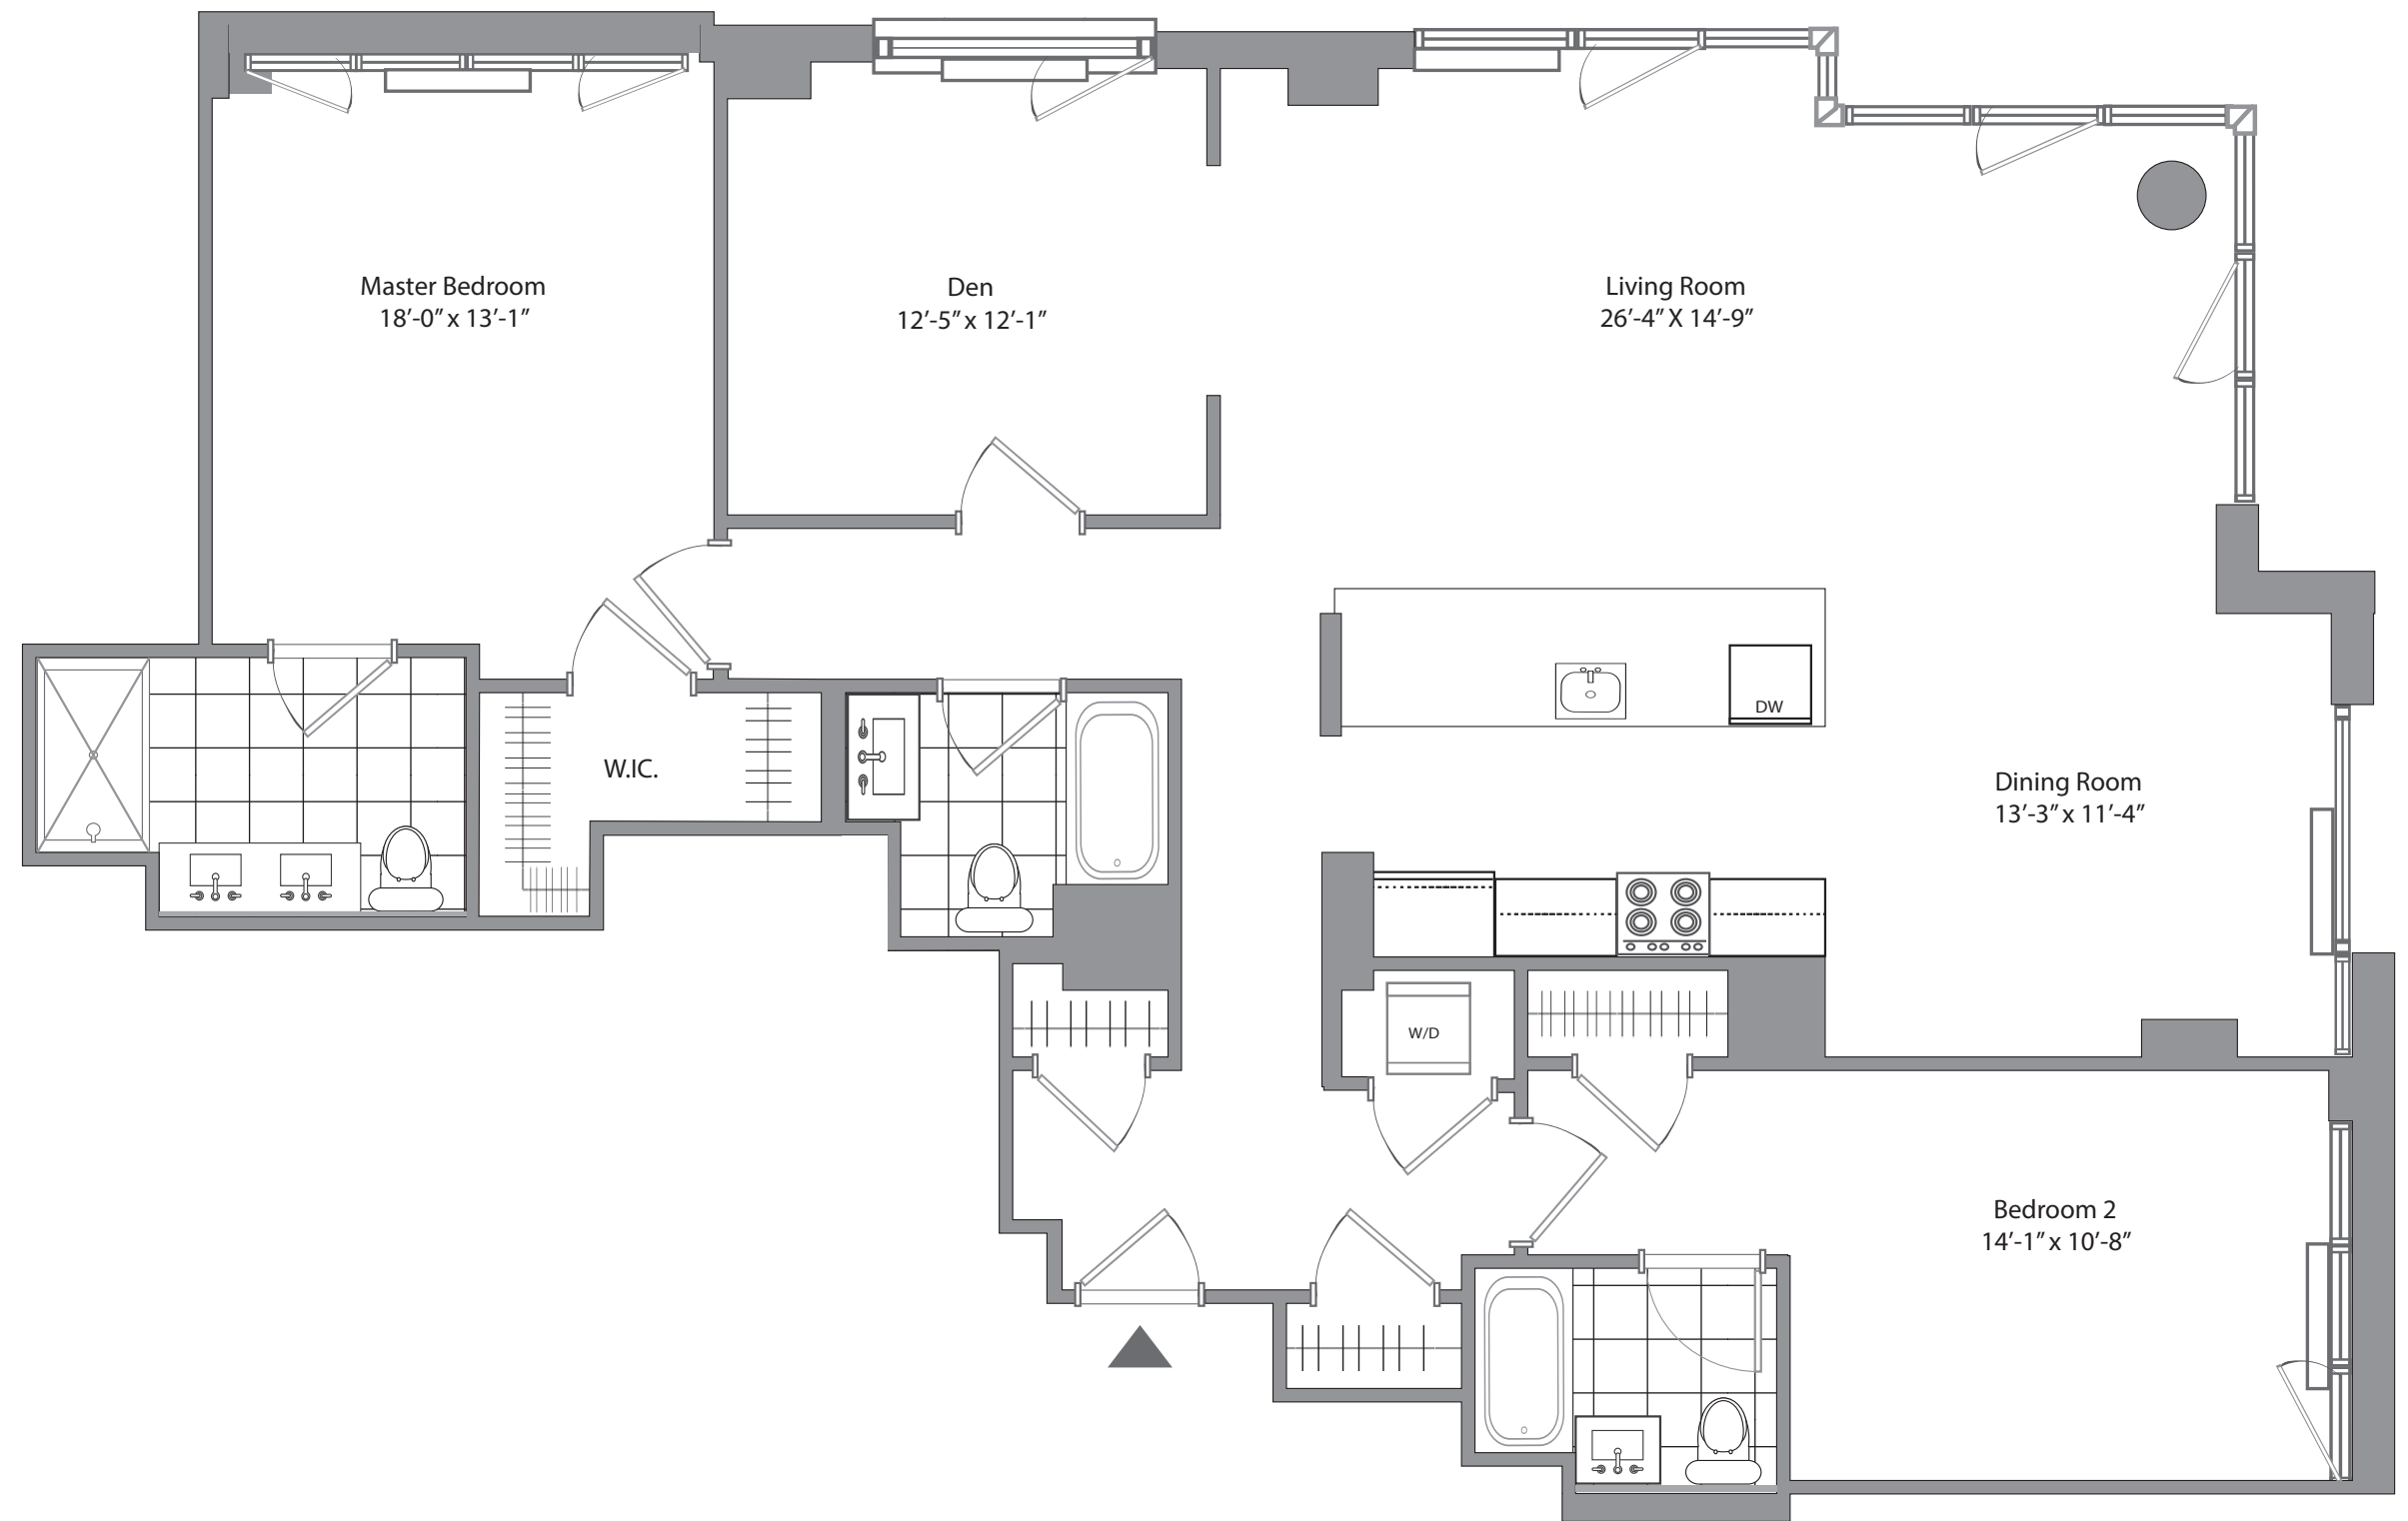 Master Bedroom
18’-0” x 13’-1”
Den
12’-5” x 12’-1”
Living Room
26’-4” X 14’-9”
DW
W.IC.
Dining Room
13’-3” x 11’-4”
W/D
Bedroom 2
14’-1” x 10’-8”